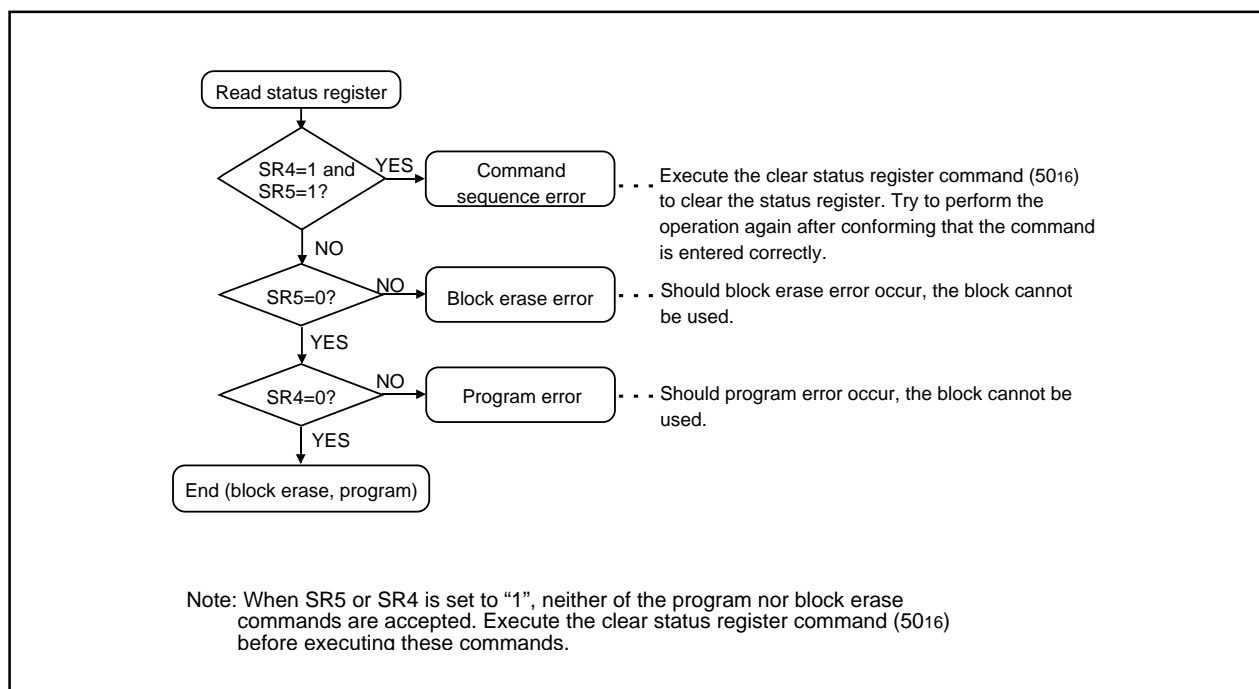 Read status register
SR4=1 and
SR5=1?
YES
Command
sequence error
Execute the clear status register command (5016)
to clear the status register. Try to perform the
operation again after conforming that the command
is entered correctly.
NO
SR5=0?
NO
Block erase error
Should block erase error occur, the block cannot
be used.
YES
SR4=0?
NO
Program error
Should program error occur, the block cannot be
used.
YES
End (block erase, program)
Note: When SR5 or SR4 is set to “1”, neither of the program nor block erase
commands are accepted. Execute the clear status register command (5016)
before executing these commands.